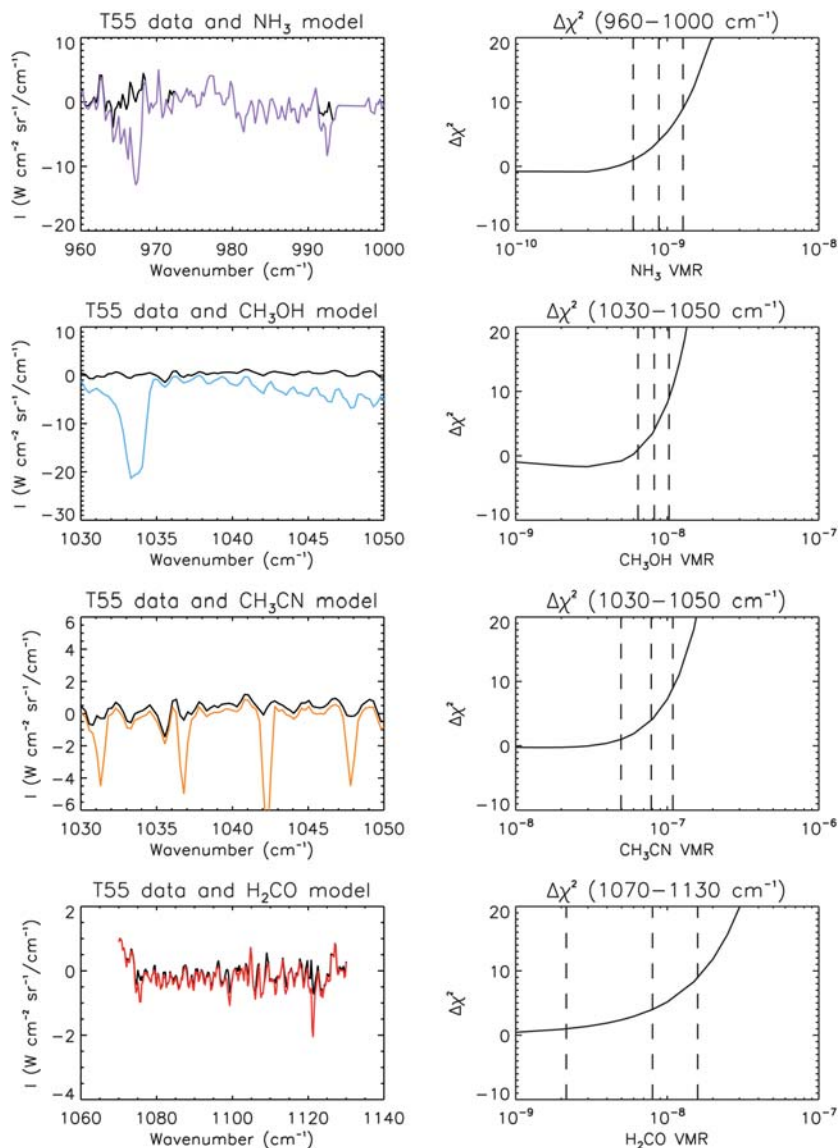 T55 data and NH₃ model
Δχ² (960−1000 cm⁻¹)
I (W cm⁻² sr⁻¹/cm⁻¹)
10
0
−10
−20
960 970 980 990 1000
Wavenumber (cm⁻¹)
Δχ²
20
10
0
−10
10⁻¹⁰ 10⁻⁹ 10⁻⁸
NH₃ VMR
T55 data and CH₃OH model
Δχ² (1030−1050 cm⁻¹)
I (W cm⁻² sr⁻¹/cm⁻¹)
10
0
−10
−20
−30
1030 1035 1040 1045 1050
Wavenumber (cm⁻¹)
Δχ²
20
10
0
−10
10⁻⁹ 10⁻⁸ 10⁻⁷
CH₃OH VMR
T55 data and CH₃CN model
Δχ² (1030−1050 cm⁻¹)
I (W cm⁻² sr⁻¹/cm⁻¹)
6
4
2
0
−2
−4
6
1030 1035 1040 1045 1050
Wavenumber (cm⁻¹)
Δχ²
20
10
0
−10
10⁻⁸ 10⁻⁷ 10⁻⁶
CH₃CN VMR
T55 data and H₂CO model
Δχ² (1070−1130 cm⁻¹)
I (W cm⁻² sr⁻¹/cm⁻¹)
2
0
−2
−4
1060 1080 1100 1120 1140
Wavenumber (cm⁻¹)
Δχ²
20
10
0
−10
10⁻⁹ 10⁻⁸ 10⁻⁷
H₂CO VMR